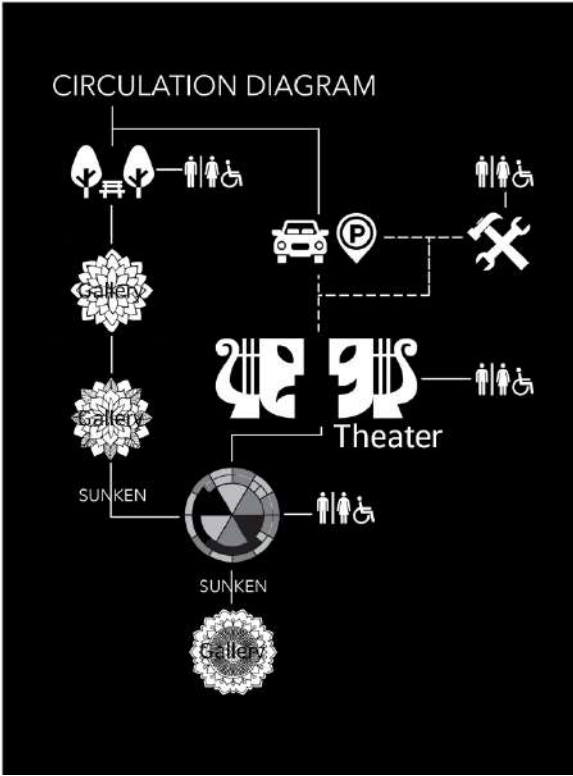 CIRCULATION DIAGRAM
P
Gallery
Gallery
Theater
SUNKEN
SUNKEN
Gallery